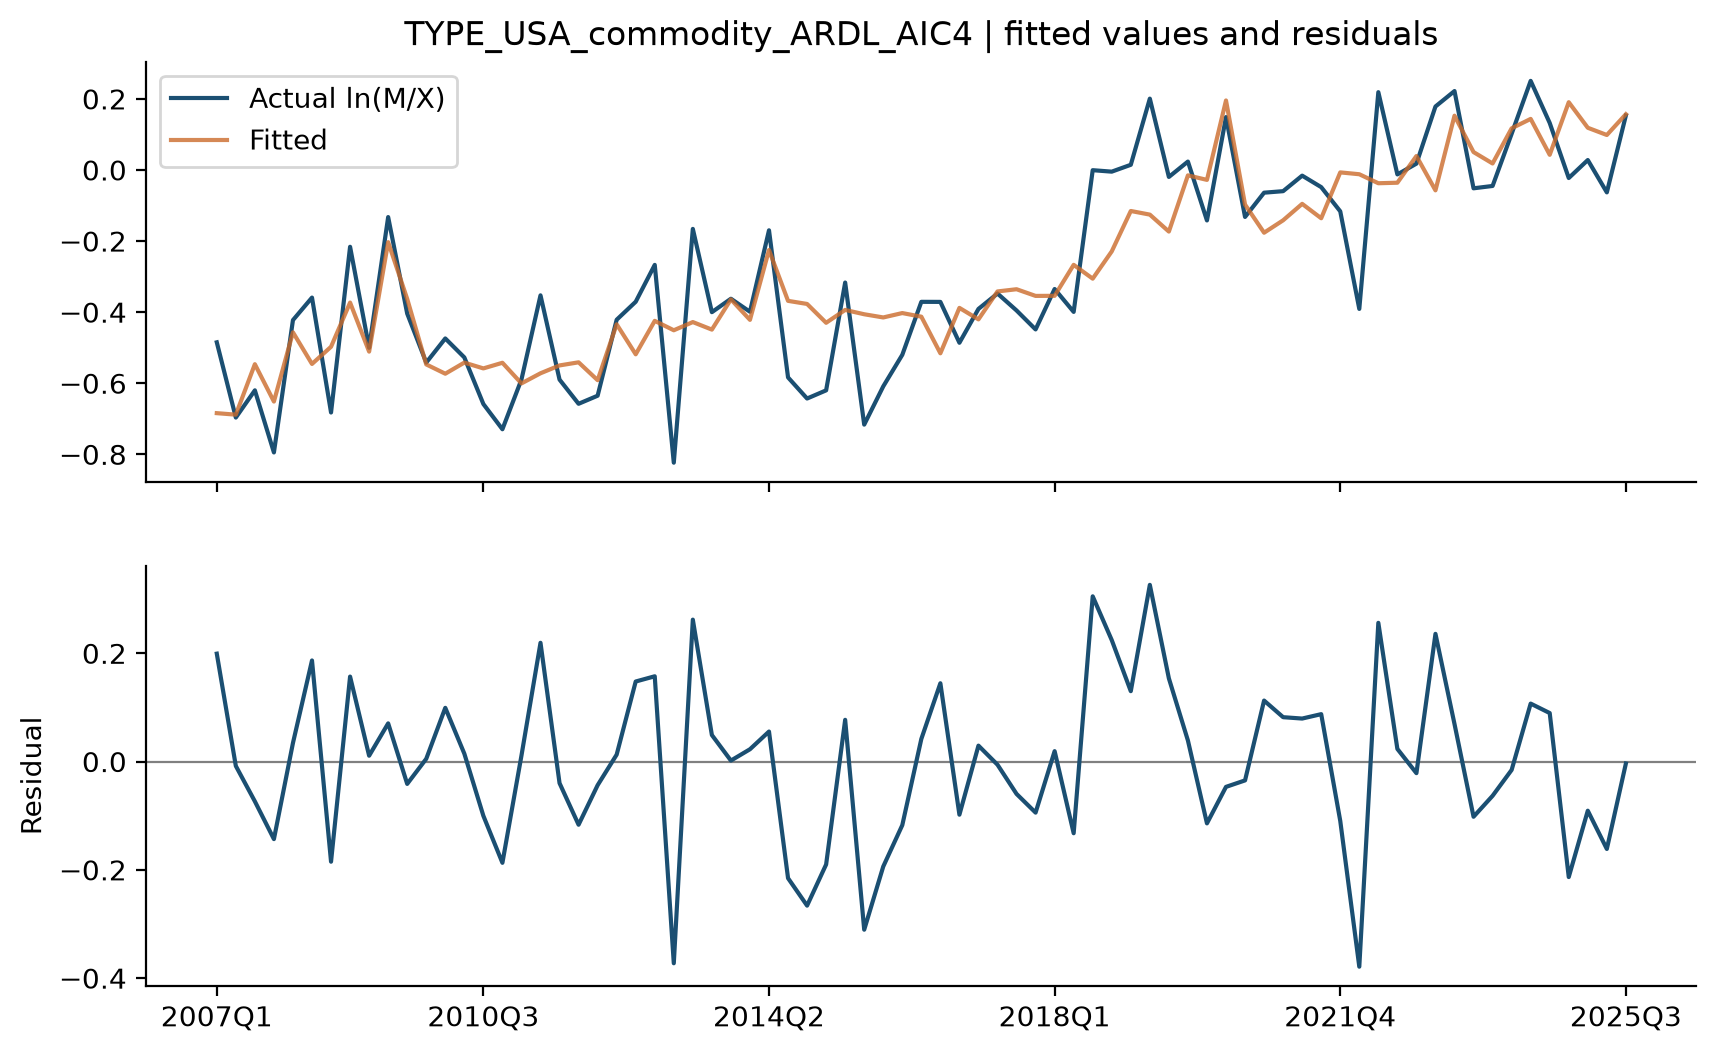 TYPE_USA_commodity_ARDL_AIC4 | fitted values and residuals
Actual ln(M/X)
Fitted
0.2
0.0
−0.2
−0.4
−0.6
−0.8
Residual
0.2
0.0
−0.2
−0.4
2007Q1 2010Q3 2014Q2 2018Q1 2021Q4 2025Q3